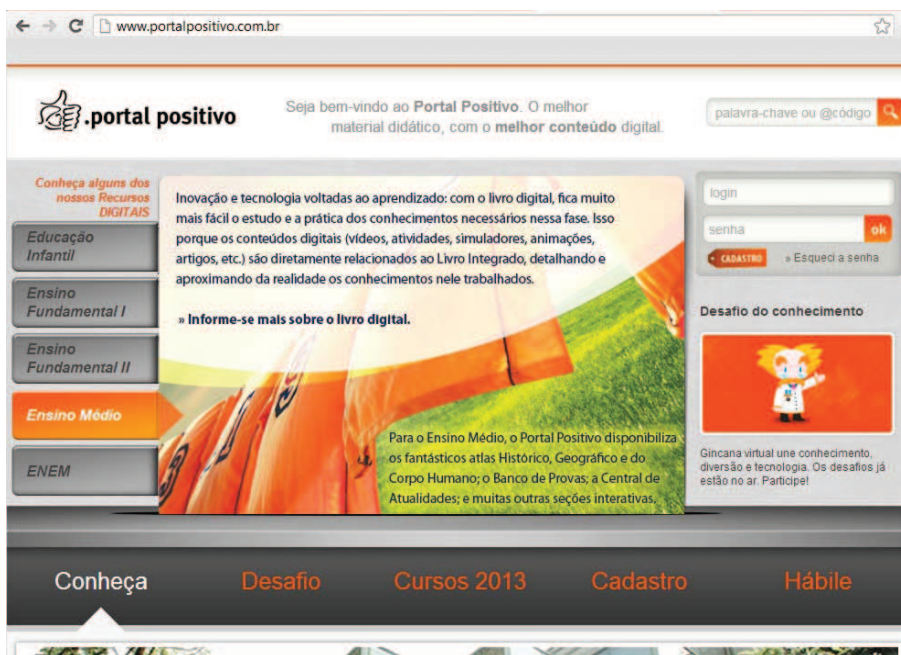 www.portalpositivo.com.br
.portal positivo
Seja bem-vindo ao Portal Positivo. O melhor
material didático, com o melhor conteúdo digital.
palavra-chave ou @código
Conheça alguns dos
nossos Recursos
DIGITAIS
Educação
Infantil
Ensino
Fundamental I
Ensino
Fundamental II
Ensino Médio
ENEM
Inovação e tecnologia voltadas ao aprendizado: com o livro digital, fica muito
mais fácil o estudo e a prática dos conhecimentos necessários nessa fase. Isso
porque os conteúdos digitais (vídeos, atividades, simuladores, animações,
artigos, etc.) são diretamente relacionados ao Livro Integrado, detalhando e
aproximando da realidade os conhecimentos nele trabalhados.
» Informe-se mais sobre o livro digital.
Para o Ensino Médio, o Portal Positivo disponibiliza
os fantásticos atlas Histórico, Geográfico e do
Corpo Humano; o Banco de Provas; a Central de
Atualidades; e muitas outras seções interativas.
login
senha
ok
CADASTRO
» Esqueci a senha
Desafio do conhecimento
Gincana virtual une conhecimento,
diversão e tecnologia. Os desafios já
estão no ar. Participe!
Conheça
Desafio
Cursos 2013
Cadastro
Hábile